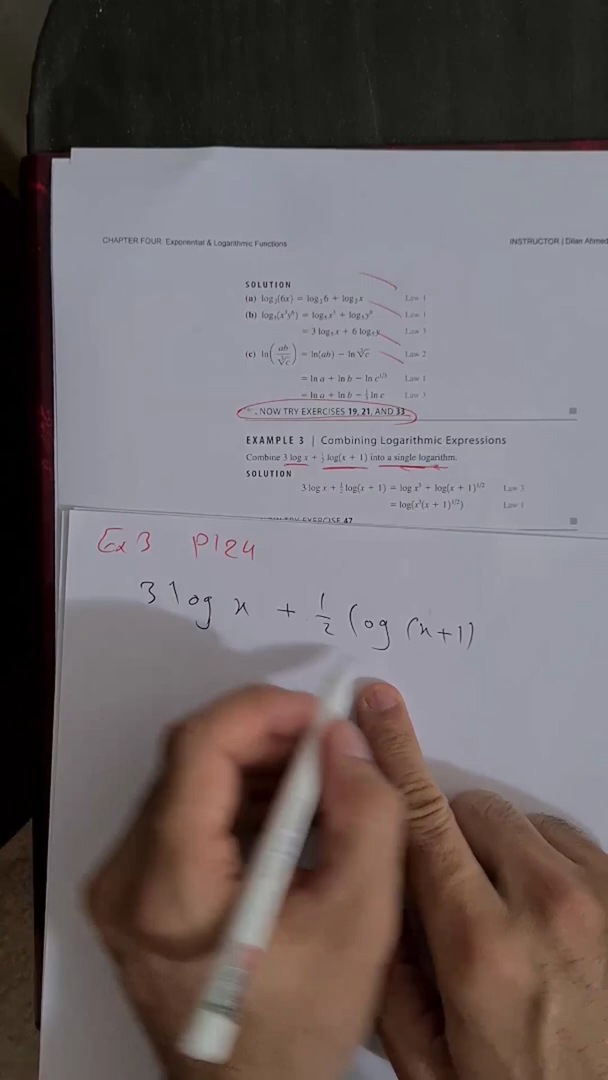 CHAPTER FOUR: Exponential & Logarithmic Functions INSTRUCTOR | Dilan Ahmed
SOLUTION
(a) log₂(6x) = log₂6 + log₂x Law 1
(b) log₅(x³y⁶) = log₅x³ + log₅y⁶ Law 1
= 3 log₅x + 6 log₅y Law 3
(c) ln(ab/∛c) = ln(ab) − ln ∛c Law 2
= ln a + ln b − ln c^(1/3) Law 1
= ln a + ln b − ⅓ ln c Law 3
NOW TRY EXERCISES 19, 21, AND 33
EXAMPLE 3 | Combining Logarithmic Expressions
Combine 3 log x + ½ log(x + 1) into a single logarithm.
SOLUTION
3 log x + ½ log(x + 1) = log x³ + log(x + 1)^(1/2) Law 3
= log(x³(x + 1)^(1/2)) Law 1
EXERCISE 47
Ex 3 P124
3 log x + ½ log (x+1)